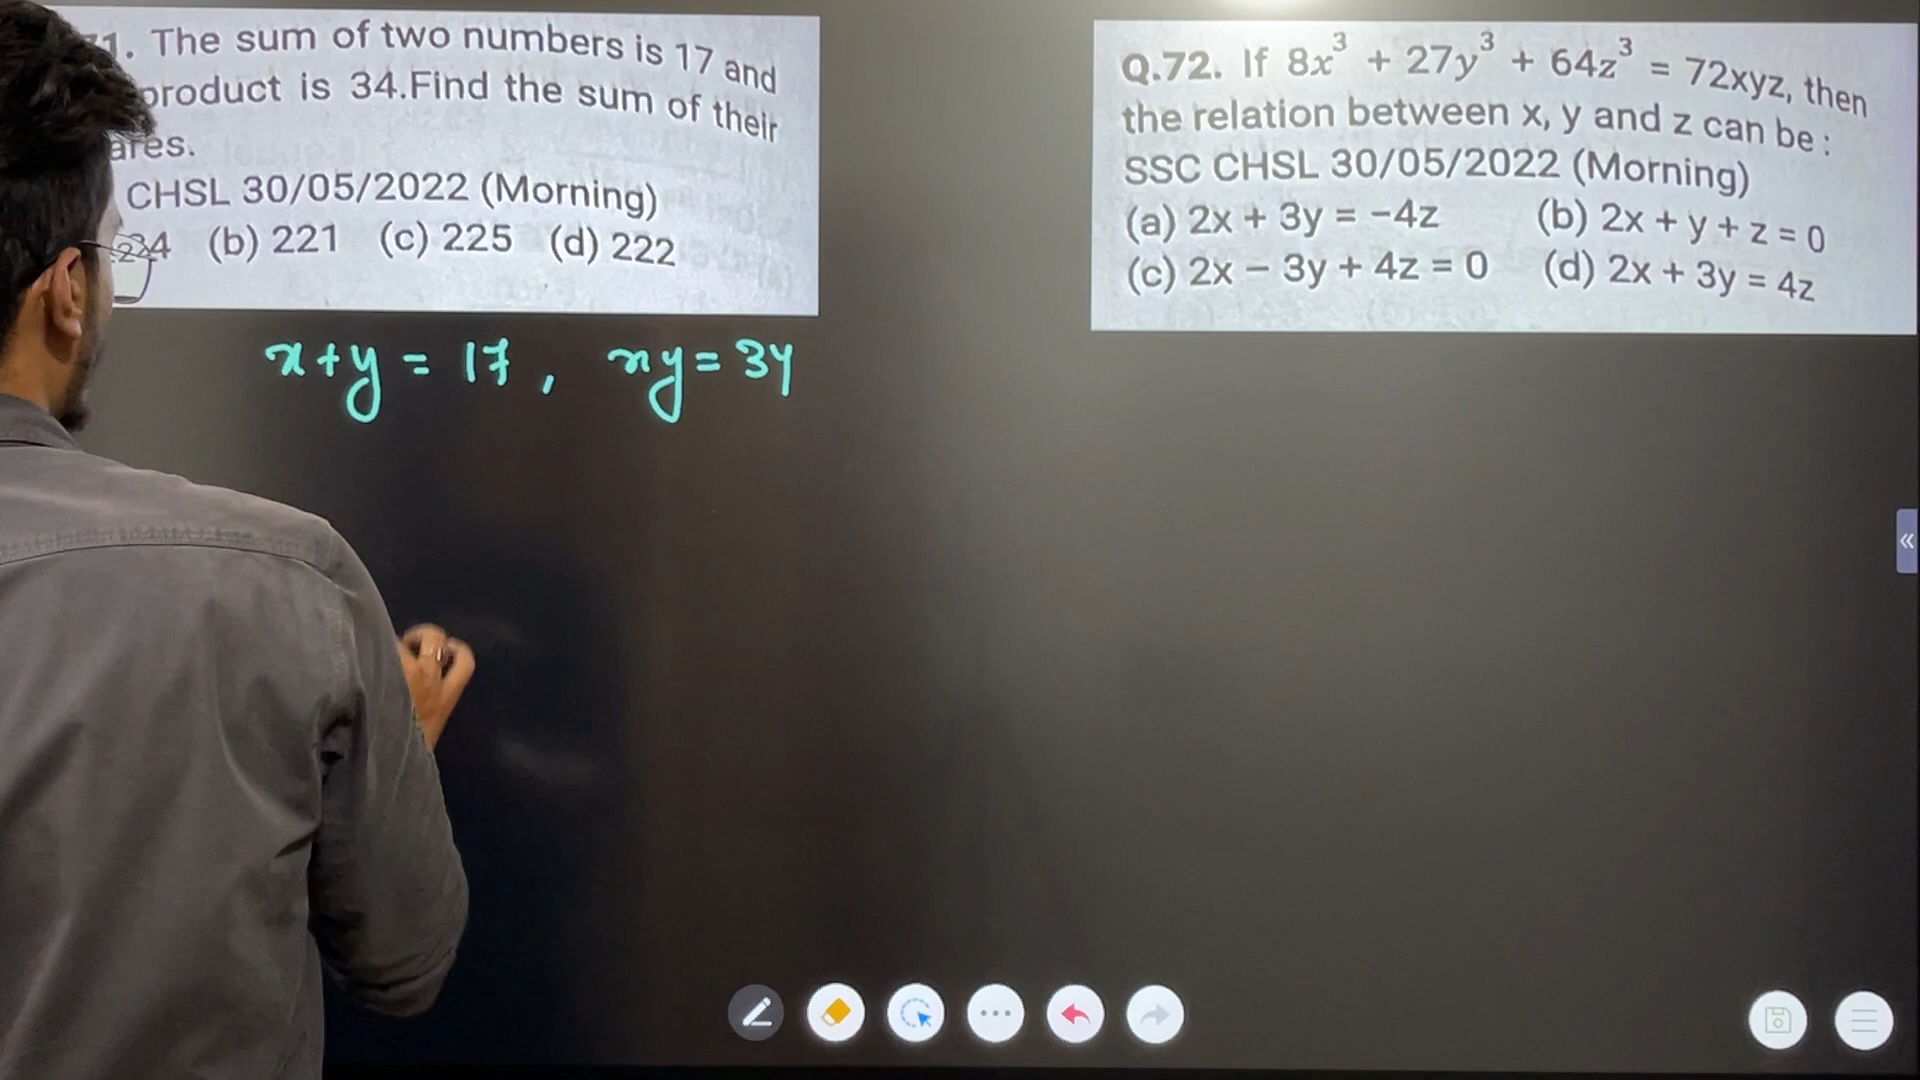 1. The sum of two numbers is 17 and
product is 34.Find the sum of their
ares.
CHSL 30/05/2022 (Morning)
(b) 221 (c) 225 (d) 222
x+y = 17, xy = 34
Q.72. If 8x³ + 27y³ + 64z³ = 72xyz, then
the relation between x, y and z can be :
SSC CHSL 30/05/2022 (Morning)
(a) 2x + 3y = −4z (b) 2x + y + z = 0
(c) 2x − 3y + 4z = 0 (d) 2x + 3y = 4z